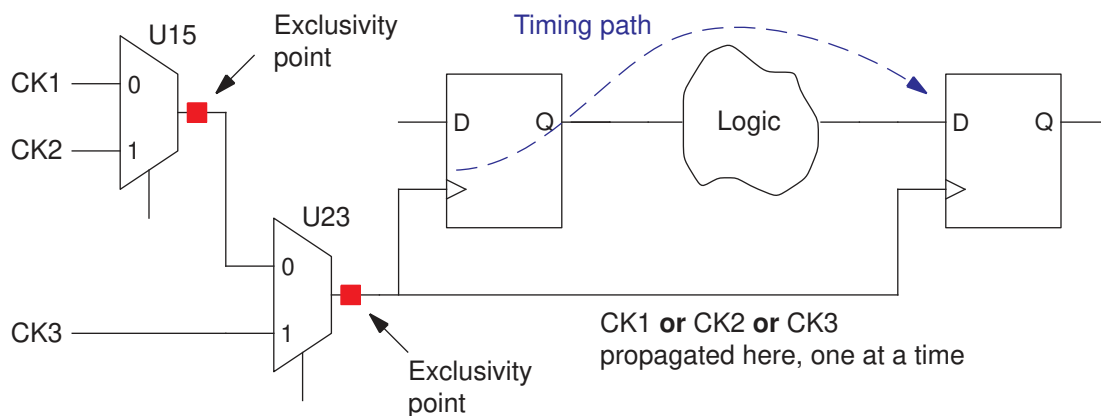 U15
Exclusivity
point
Timing path
CK1
0
CK2
1
D
Q
Logic
D
Q
U23
0
CK3
1
Exclusivity
point
CK1 or CK2 or CK3
propagated here, one at a time